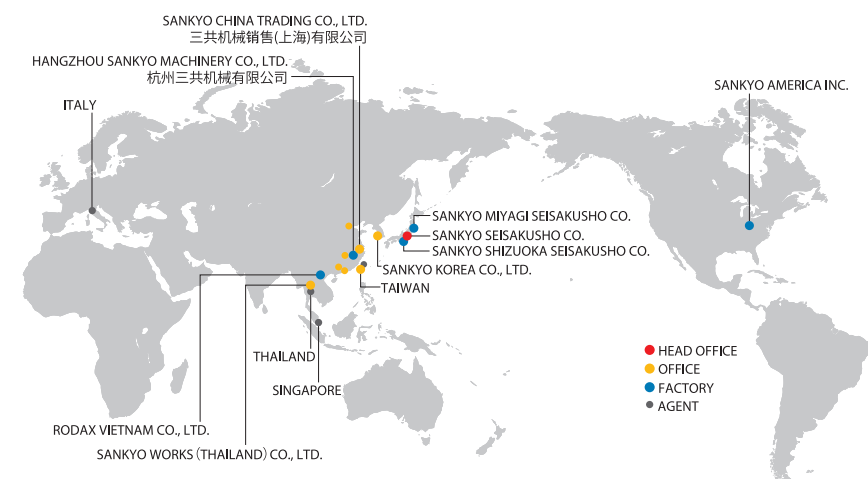 SANKYO CHINA TRADING CO., LTD.
三共机械销售(上海)有限公司
HANGZHOU SANKYO MACHINERY CO., LTD.
杭州三共机械有限公司
ITALY
SANKYO AMERICA INC.
SANKYO MIYAGI SEISAKUSHO CO.
SANKYO SEISAKUSHO CO.
SANKYO SHIZUOKA SEISAKUSHO CO.
SANKYO KOREA CO., LTD.
TAIWAN
THAILAND
SINGAPORE
RODAX VIETNAM CO., LTD.
SANKYO WORKS (THAILAND) CO., LTD.
HEAD OFFICE
OFFICE
FACTORY
AGENT